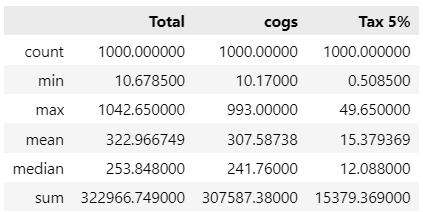 Total cogs Tax 5%
count 1000.000000 1000.00000 1000.000000
min 10.678500 10.17000 0.508500
max 1042.650000 993.00000 49.650000
mean 322.966749 307.58738 15.379369
median 253.848000 241.76000 12.088000
sum 322966.749000 307587.38000 15379.369000